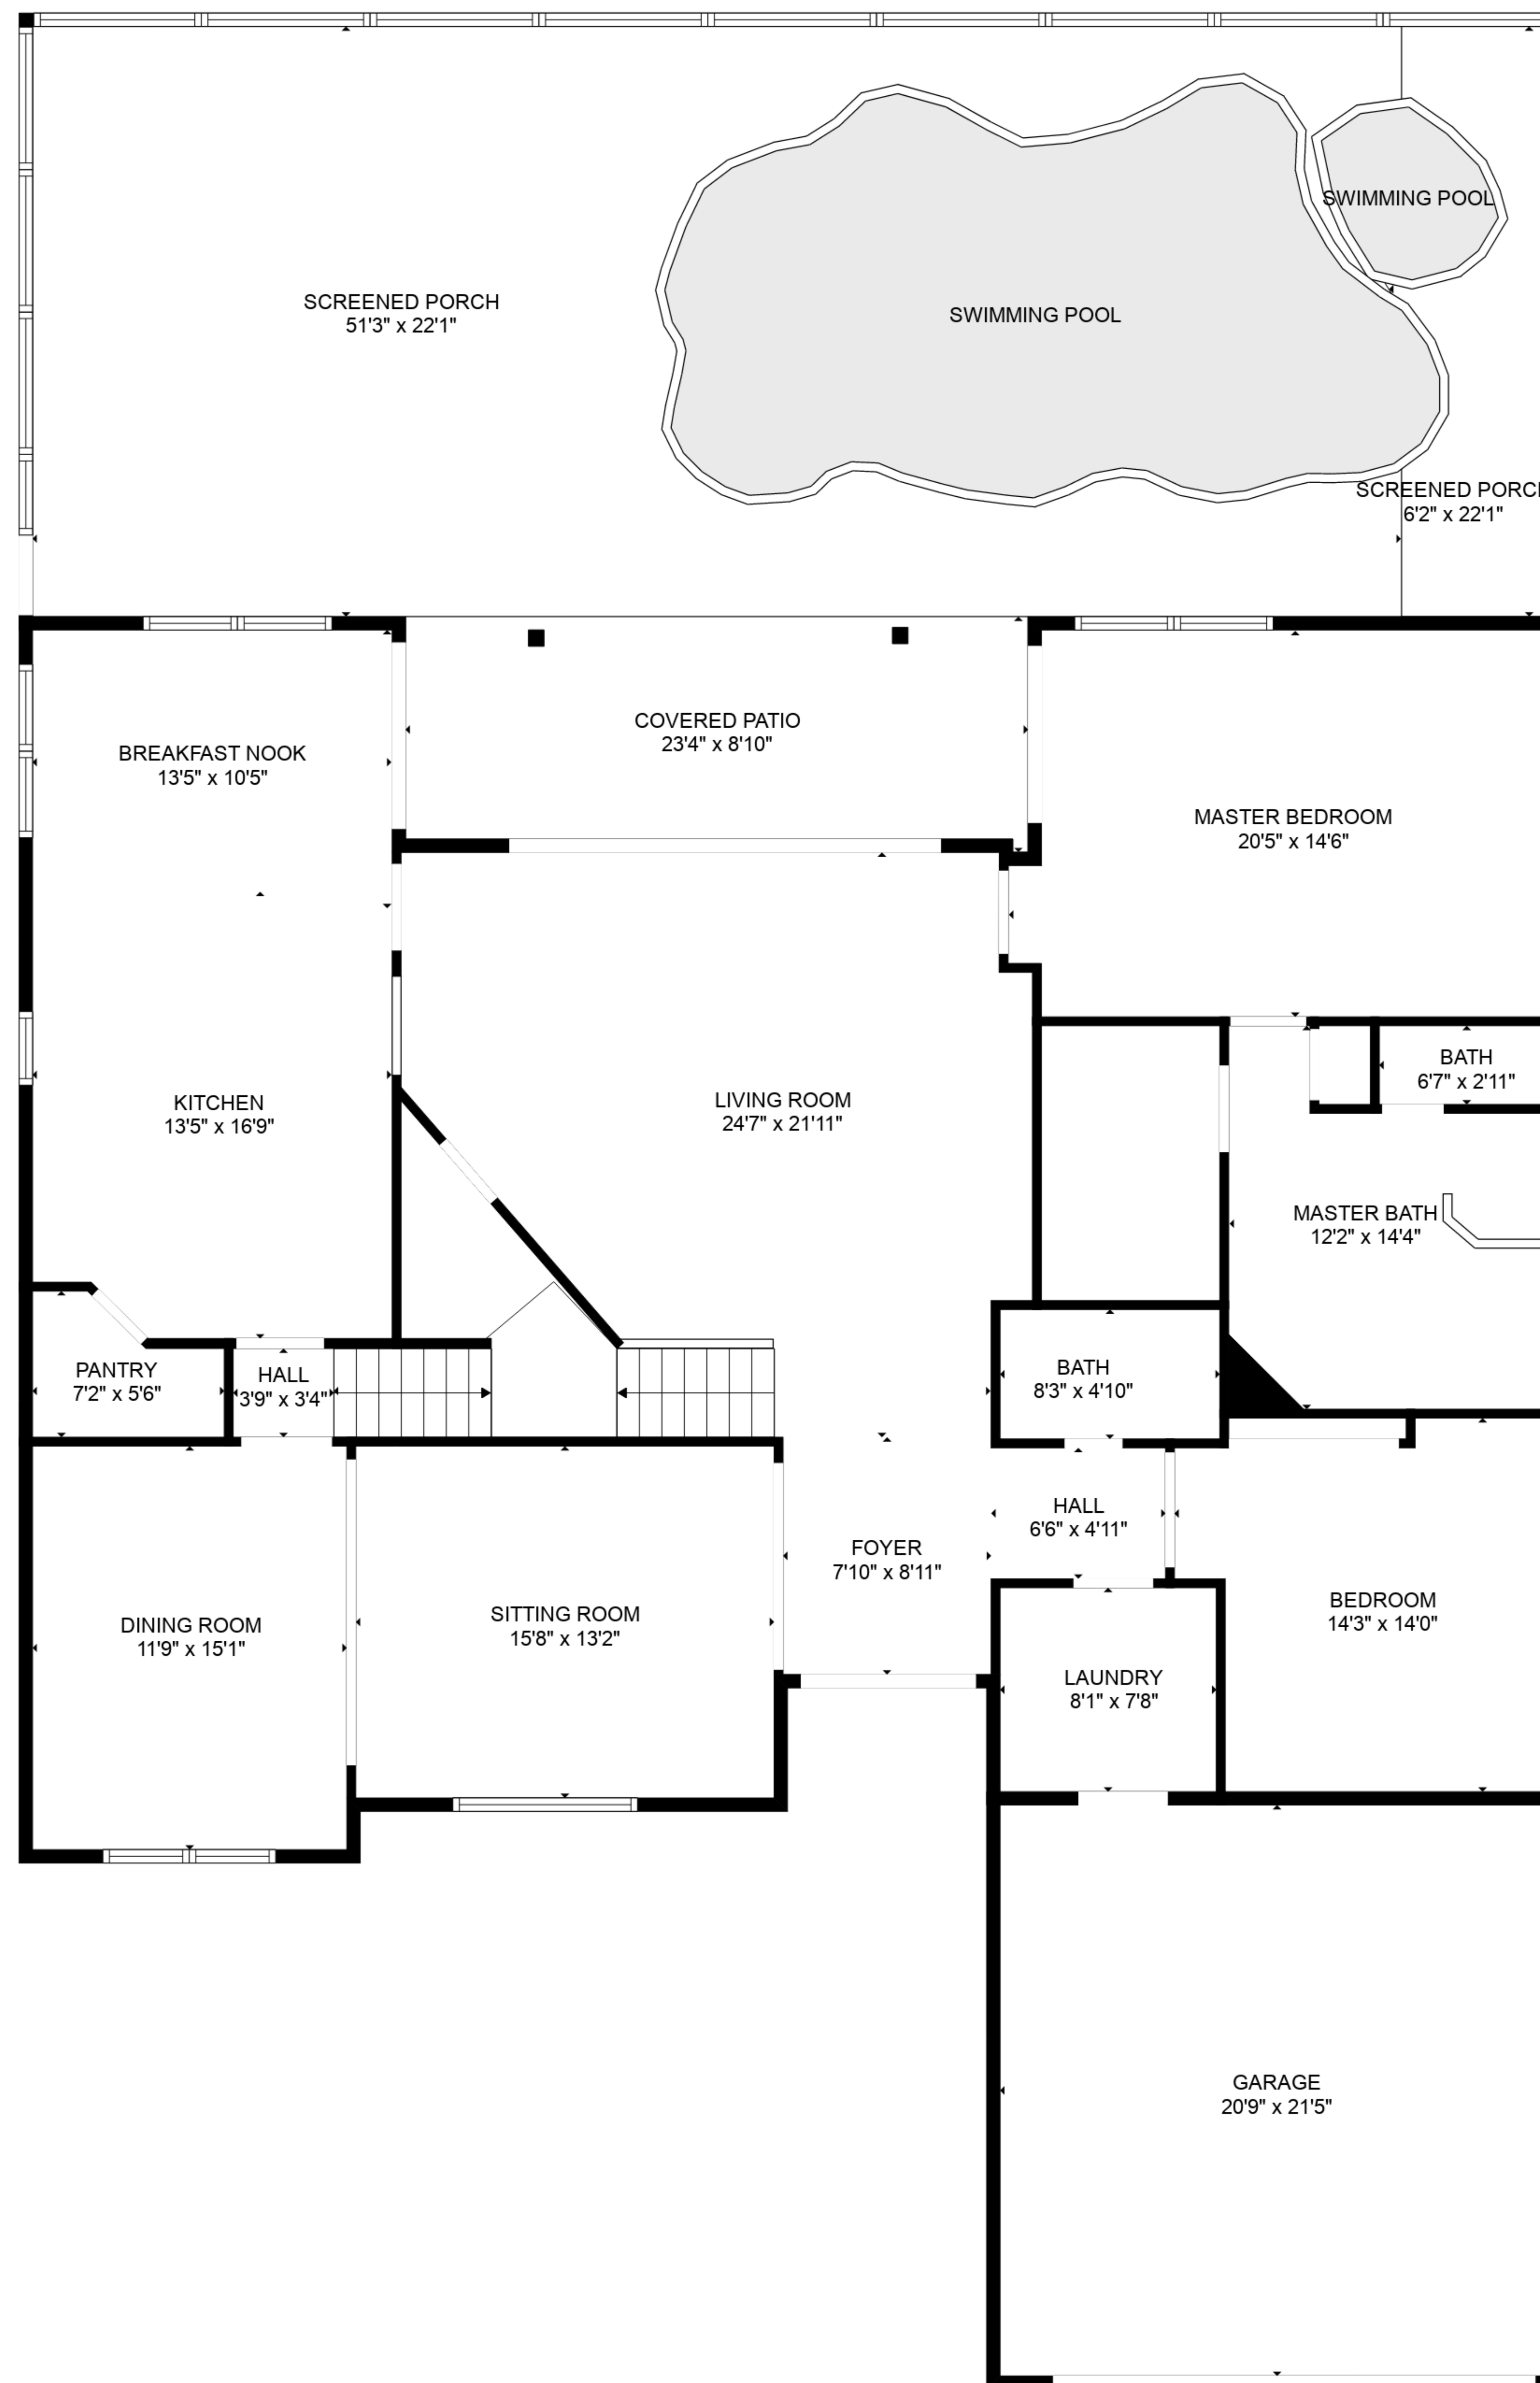 SWIMMING POOL
SCREENED PORCH
51'3" x 22'1"
SWIMMING POOL
SCREENED PORCH
6'2" x 22'1"
COVERED PATIO
23'4" x 8'10"
BREAKFAST NOOK
13'5" x 10'5"
MASTER BEDROOM
20'5" x 14'6"
BATH
6'7" x 2'11"
KITCHEN
13'5" x 16'9"
LIVING ROOM
24'7" x 21'11"
MASTER BATH
12'2" x 14'4"
PANTRY
7'2" x 5'6"
HALL
3'9" x 3'4"
BATH
8'3" x 4'10"
HALL
6'6" x 4'11"
FOYER
7'10" x 8'11"
DINING ROOM
11'9" x 15'1"
SITTING ROOM
15'8" x 13'2"
BEDROOM
14'3" x 14'0"
LAUNDRY
8'1" x 7'8"
GARAGE
20'9" x 21'5"